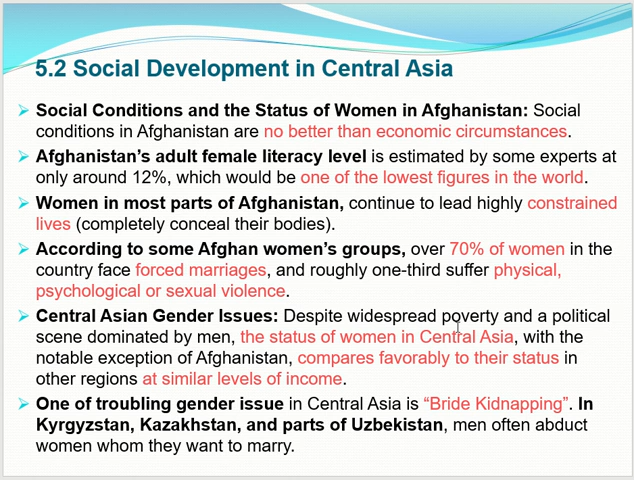 5.2 Social Development in Central Asia
Social Conditions and the Status of Women in Afghanistan: Social
conditions in Afghanistan are no better than economic circumstances.
Afghanistan's adult female literacy level is estimated by some experts at
only around 12%, which would be one of the lowest figures in the world.
Women in most parts of Afghanistan, continue to lead highly constrained
lives (completely conceal their bodies).
According to some Afghan women's groups, over 70% of women in the
country face forced marriages, and roughly one-third suffer physical,
psychological or sexual violence.
Central Asian Gender Issues: Despite widespread poverty and a political
scene dominated by men, the status of women in Central Asia, with the
notable exception of Afghanistan, compares favorably to their status in
other regions at similar levels of income.
One of troubling gender issue in Central Asia is “Bride Kidnapping”. In
Kyrgyzstan, Kazakhstan, and parts of Uzbekistan, men often abduct
women whom they want to marry.